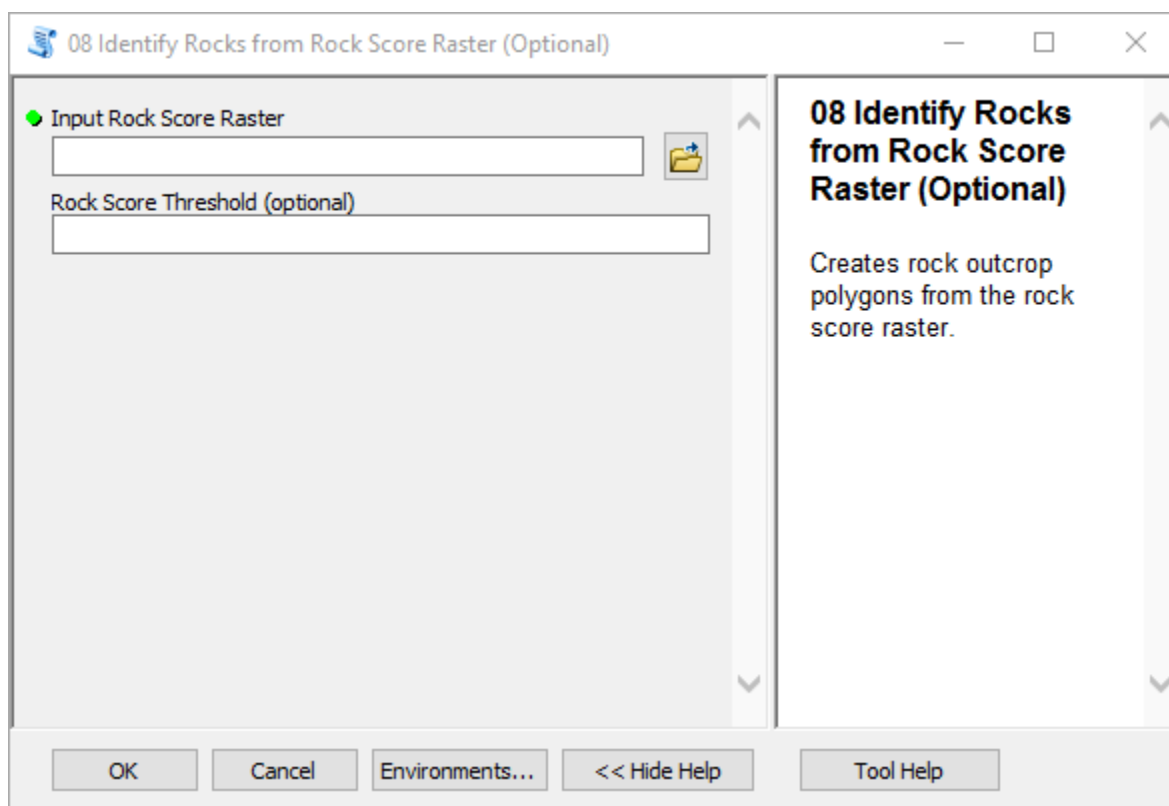 08 Identify Rocks from Rock Score Raster (Optional)
Input Rock Score Raster
Rock Score Threshold (optional)
08 Identify Rocks
from Rock Score
Raster (Optional)
Creates rock outcrop
polygons from the rock
score raster.
OK
Cancel
Environments...
<< Hide Help
Tool Help